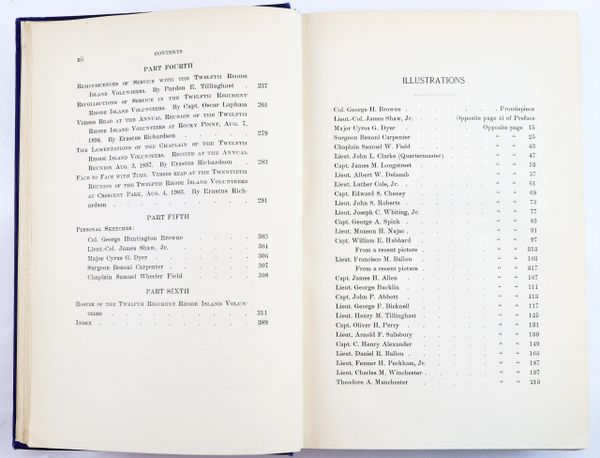 xii
CONTENTS
PART FOURTH
REMINISCENCES OF SERVICE WITH THE TWELFTH RHODE
ISLAND VOLUNTEERS. By Pardon E. Tillinghast . 237
RECOLLECTIONS OF SERVICE IN THE TWELFTH REGIMENT
RHODE ISLAND VOLUNTEERS. By Capt. Oscar Lapham 261
VERSES READ AT THE ANNUAL REUNION OF THE TWELFTH
RHODE ISLAND VOLUNTEERS AT ROCKY POINT, AUG. 7,
1894. By Erastus Richardson . . . . . 279
THE LAMENTATIONS OF THE CHAPLAIN OF THE TWELFTH
RHODE ISLAND VOLUNTEERS. RECITED AT THE ANNUAL
REUNION AUG. 3, 1897. By Erastus Richardson . . 283
FACE TO FACE WITH TIME. VERSES READ AT THE TWENTIETH
REUNION OF THE TWELFTH RHODE ISLAND VOLUNTEERS
AT CRESCENT PARK, AUG. 4, 1903. By Erastus Rich-
ardson . . . . . . . . 291
PART FIFTH
PERSONAL SKETCHES:
Col. George Huntington Browne . . . . 303
Lieut.-Col. James Shaw, Jr. . . . . 304
Major Cyrus G. Dyer . . . . . 306
Surgeon Benoni Carpenter . . . . . 307
Chaplain Samuel Wheeler Field . . . . 308
PART SIXTH
ROSTER OF THE TWELFTH REGIMENT RHODE ISLAND VOLUN-
TEERS . . . . . . . . 311
INDEX . . . . . . . . 389
ILLUSTRATIONS
Col. George H. Browne . . . . . Frontispiece
Lieut.-Col. James Shaw, Jr. . . . Opposite page xi of Preface
Major Cyrus G. Dyer . . . . . Opposite page 15
Surgeon Benoni Carpenter . . . . " " 25
Chaplain Samuel W. Field . . . . " " 43
Lieut. John L. Clarke (Quartermaster) . . . " " 47
Capt. James M. Longstreet . . . . " " 53
Lieut. Albert W. Delanah . . . . " " 57
Lieut. Luther Cole, Jr. . . . . " " 61
Capt. Edward S. Cheney . . . . " " 69
Lieut. John S. Roberts . . . . " " 73
Lieut. Joseph C. Whiting, Jr. . . . . " " 77
Capt. George A. Spink . . . . " " 83
Lieut. Munson H. Najac . . . . " " 91
Capt. William E. Hubbard . . . . " " 97
From a recent picture . . . . " " 313
Lieut. Francis M. Ballou . . . . " " 103
From a recent picture . . . . " " 317
Capt. James H. Allen . . . . " " 107
Lieut. George Bucklin . . . . " " 111
Capt. John P. Abbott . . . . " " 113
Lieut. George F. Bicknell . . . . " " 117
Lieut. Henry M. Tillinghast . . . . " " 125
Capt. Oliver H. Perry . . . . " " 131
Lieut. Arnold F. Salisbury . . . . " " 139
Capt. C. Henry Alexander . . . . " " 149
Lieut. Daniel R. Ballou . . . . " " 163
Lieut. Fenner H. Peckham, Jr. . . . . " " 187
Lieut. Charles M. Winchester . . . . " " 197
Theodore A. Manchester . . . . " " 215